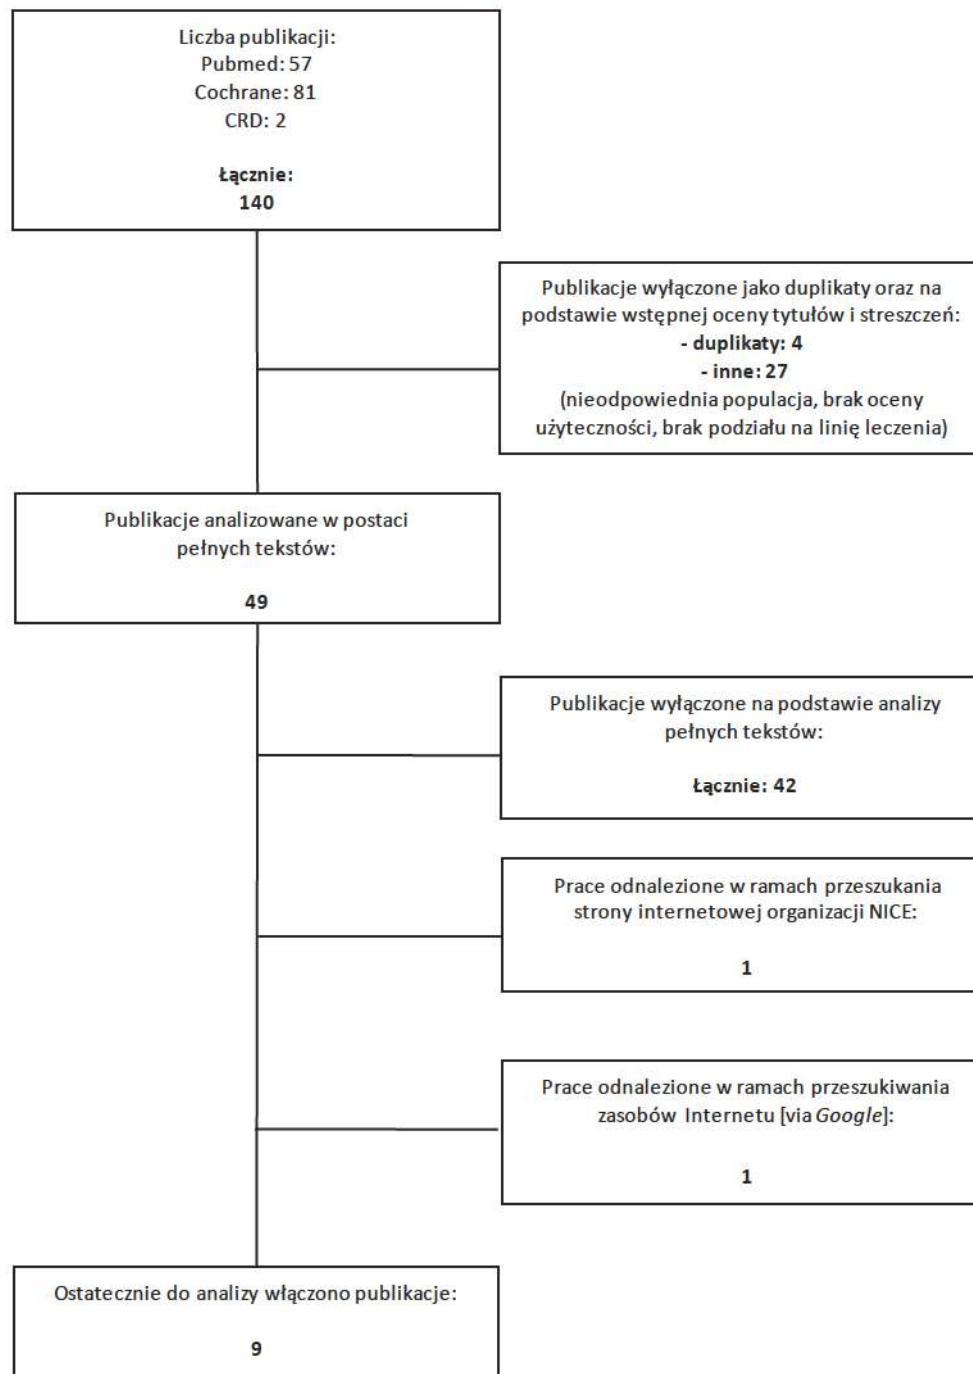 Liczba publikacji:
Pubmed: 57
Cochrane: 81
CRD: 2
Łącznie:
140
Publikacje wyłączone jako duplikaty oraz na
podstawie wstępnej oceny tytułów i streszczeń:
- duplikaty: 4
- inne: 27
(nieodpowiednia populacja, brak oceny
użyteczności, brak podziału na linię leczenia)
Publikacje analizowane w postaci
pełnych tekstów:
49
Publikacje wyłączone na podstawie analizy
pełnych tekstów:
Łącznie: 42
Prace odnalezione w ramach przeszukania
strony internetowej organizacji NICE:
1
Prace odnalezione w ramach przeszukiwania
zasobów Internetu [via Google]:
1
Ostatecznie do analizy włączono publikacje:
9